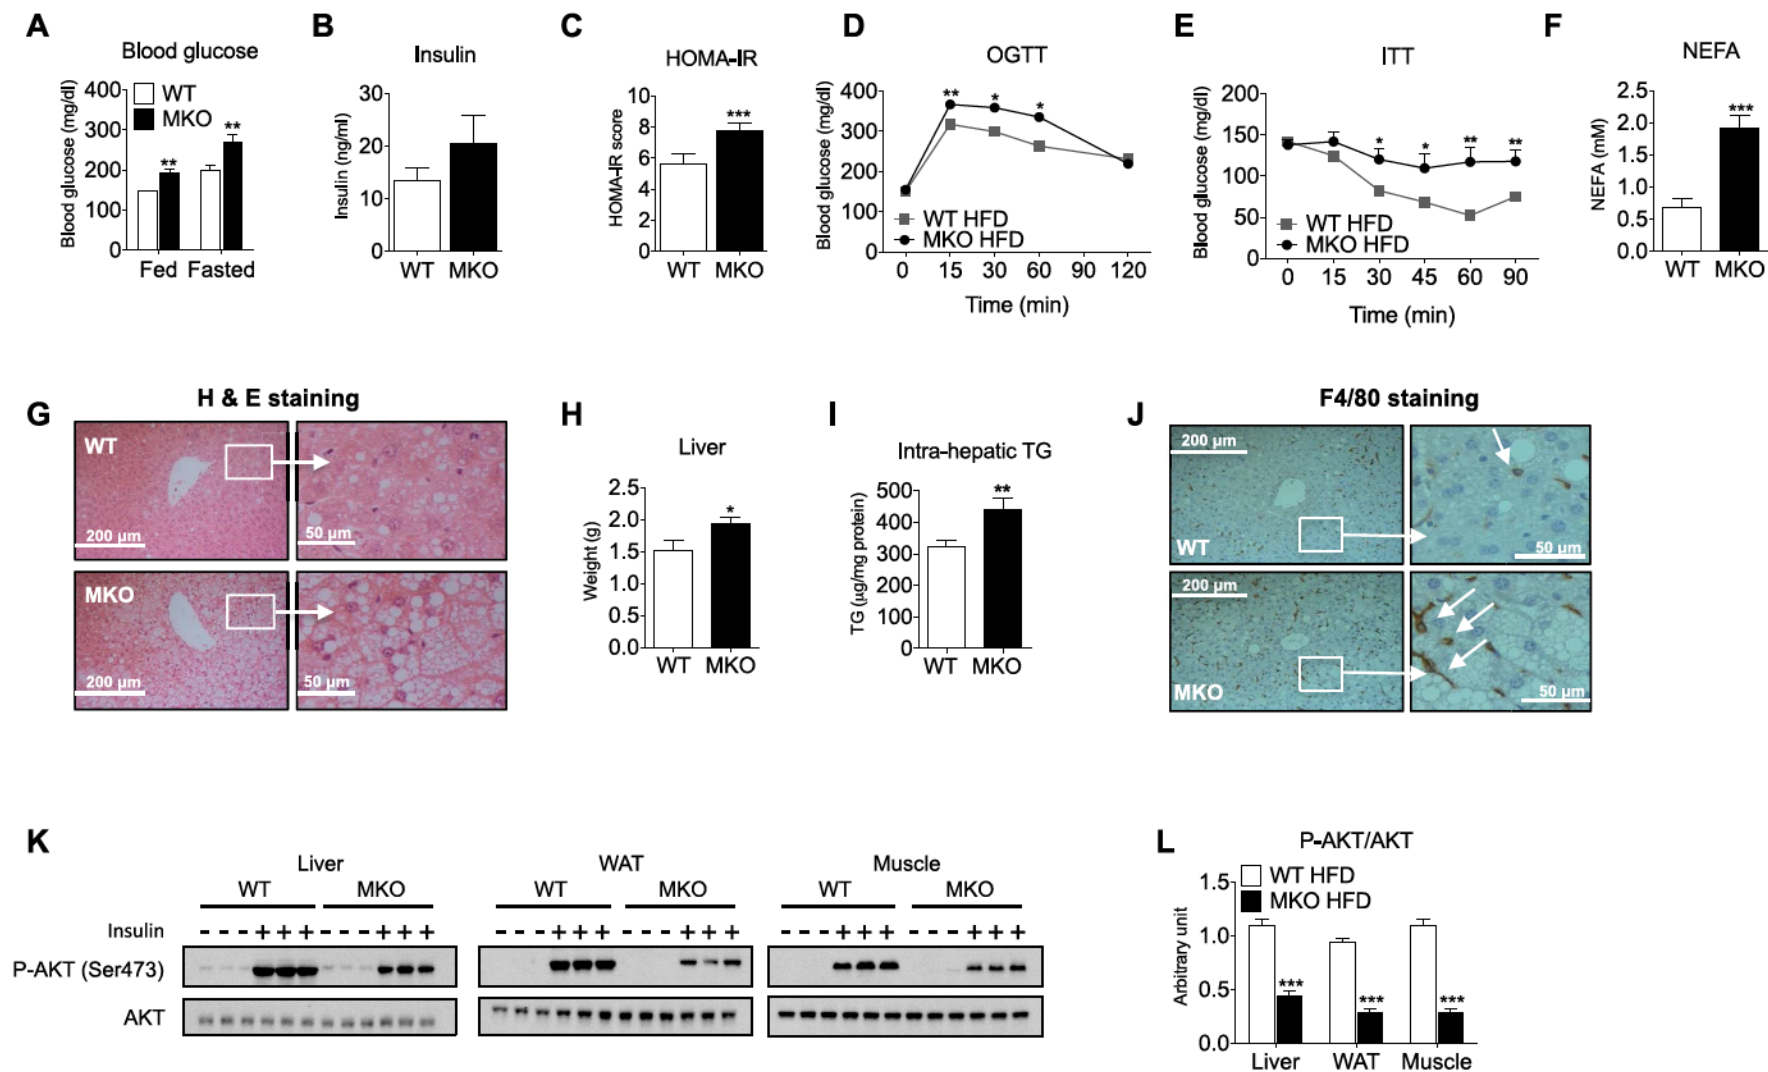 A
Blood glucose
Blood glucose (mg/dl)
400
300
200
100
0
WT
MKO
**
**
Fed Fasted
B
Insulin
Insulin (ng/ml)
30
20
10
0
WT MKO
C
HOMA-IR
HOMA-IR score
10
8
6
4
2
0
***
WT MKO
D
OGTT
Blood glucose (mg/dl)
400
300
200
100
0
** * *
WT HFD
MKO HFD
0 15 30 60 90 120
Time (min)
E
ITT
Blood glucose (mg/dl)
200
150
100
50
0
* * ** **
WT HFD
MKO HFD
0 15 30 45 60 90
Time (min)
F
NEFA
NEFA (mM)
2.5
2.0
1.5
1.0
0.5
0.0
***
WT MKO
G
H & E staining
WT
200 μm
50 μm
MKO
200 μm
50 μm
H
Liver
Weight (g)
2.5
2.0
1.5
1.0
0.5
0.0
*
WT MKO
I
Intra-hepatic TG
TG (μg/mg protein)
500
400
300
200
100
0
**
WT MKO
J
F4/80 staining
200 μm
WT
50 μm
200 μm
MKO
50 μm
K
Liver WAT Muscle
WT MKO WT MKO WT MKO
Insulin - - - + + + - - - + + + - - - + + + - - - + + + - - - + + + - - - + + +
P-AKT (Ser473)
AKT
L
P-AKT/AKT
Arbitrary unit
1.5
1.0
0.5
0.0
WT HFD
MKO HFD
*** *** ***
Liver WAT Muscle